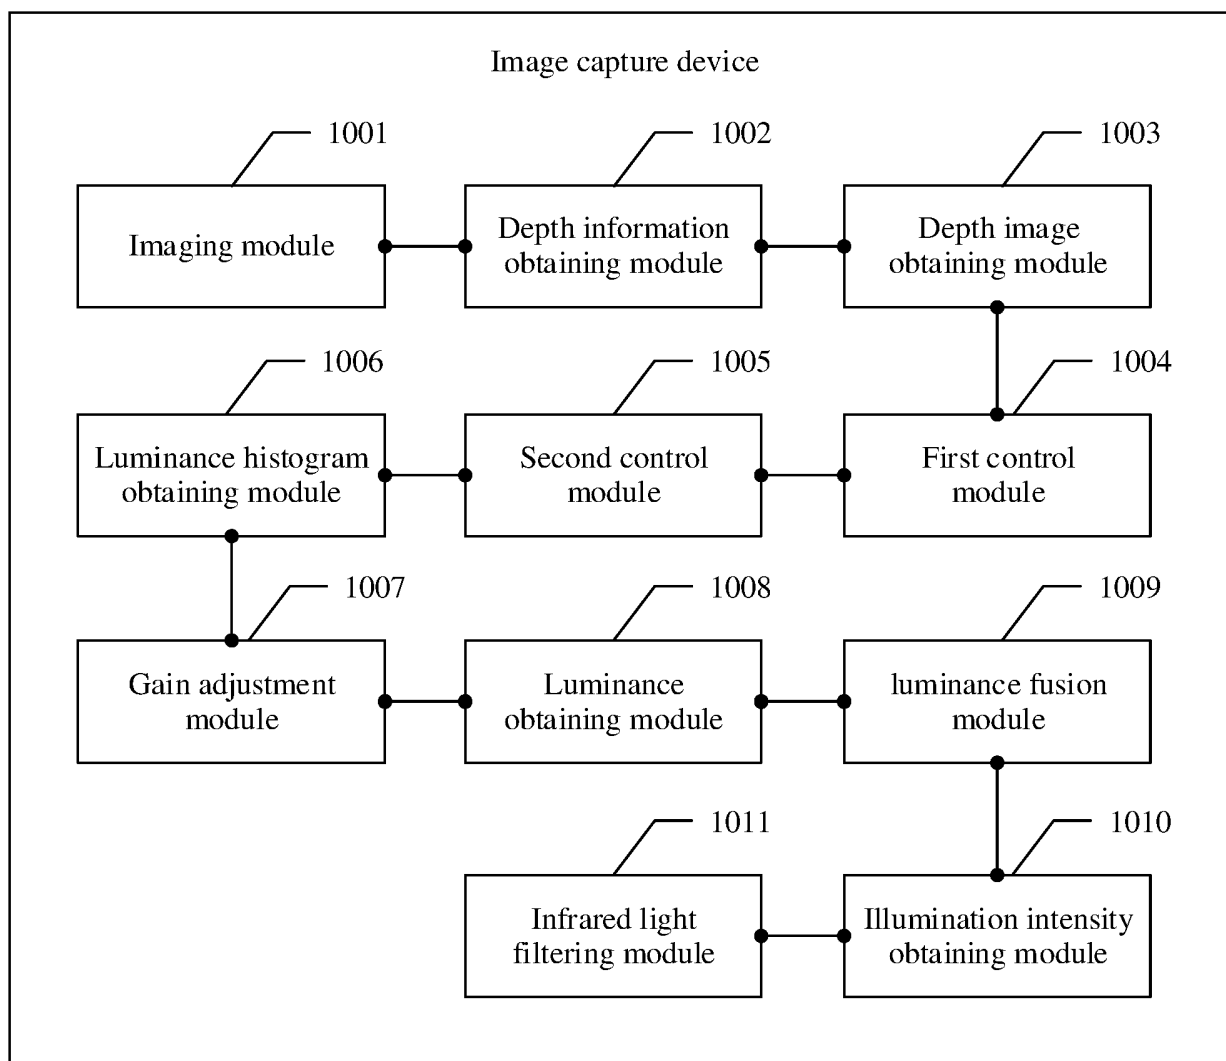 Image capture device
1001
1002
1003
Imaging module
Depth information
obtaining module
Depth image
obtaining module
1006
1005
1004
Luminance histogram
obtaining module
Second control
module
First control
module
1007
1008
1009
Gain adjustment
module
Luminance
obtaining module
luminance fusion
module
1011
1010
Infrared light
filtering module
Illumination intensity
obtaining module